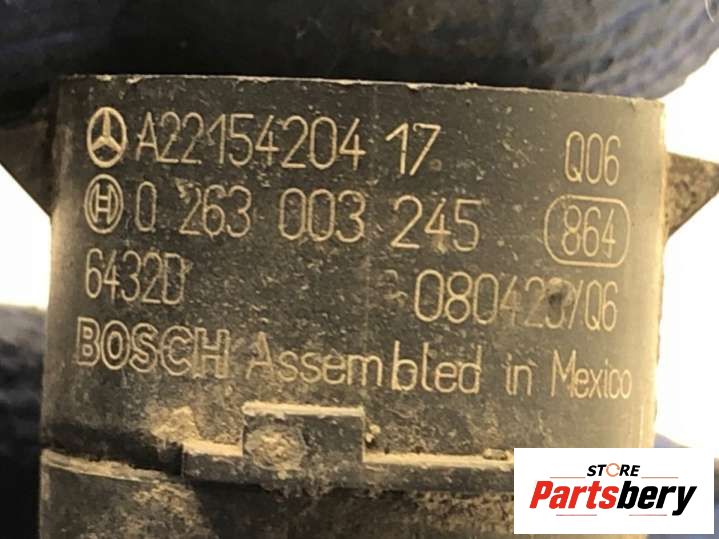 A22154204 17 Q06
0 263 003 245 864
6432D 080423/Q6
BOSCH Assembled in Mexico
STORE
Partsbery